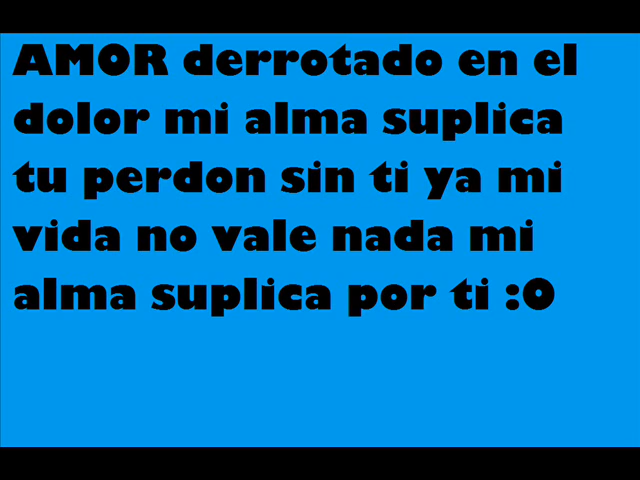 AMOR derrotado en el
dolor mi alma suplica
tu perdon sin ti ya mi
vida no vale nada mi
alma suplica por ti :O